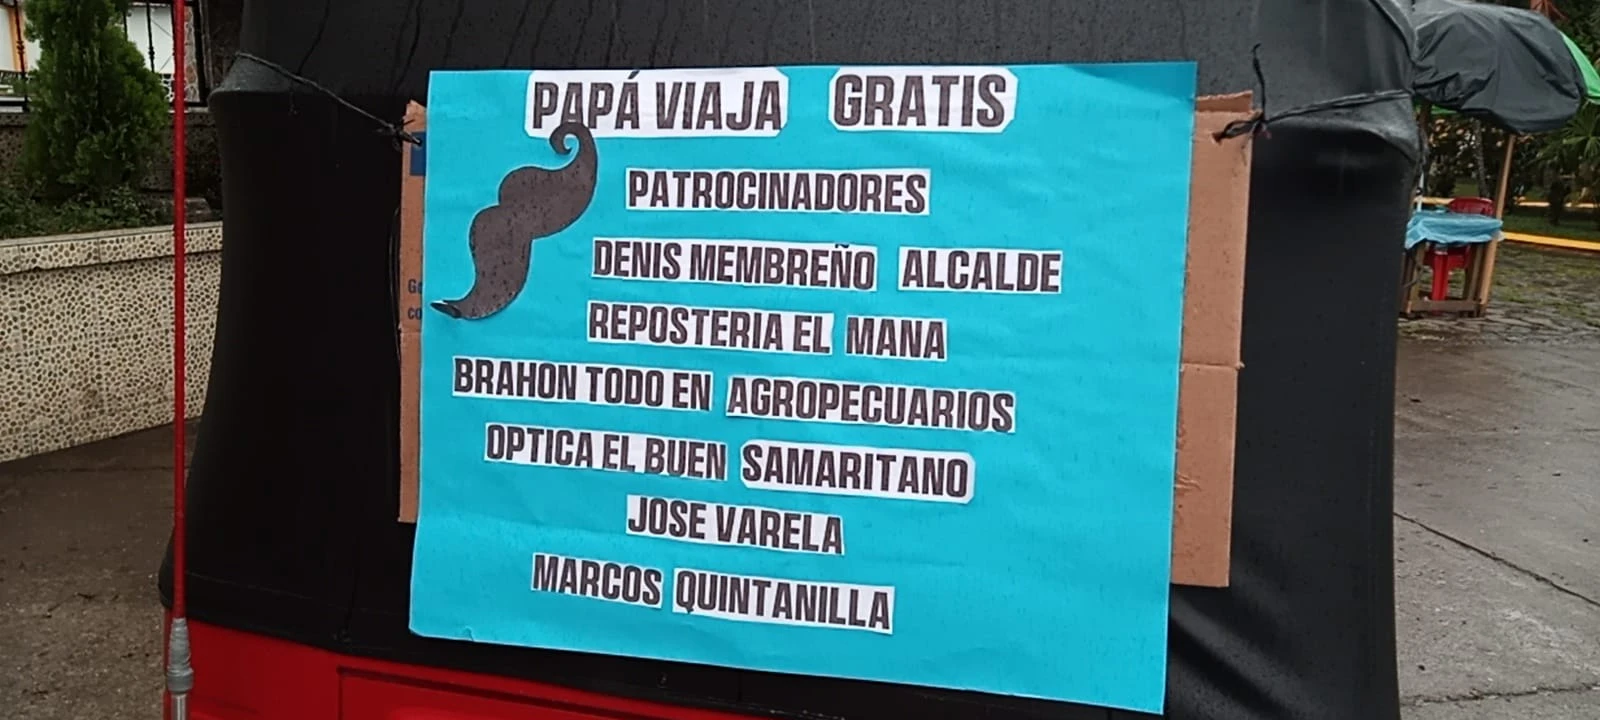 PAPÁ VIAJA GRATIS
PATROCINADORES
DENIS MEMBREÑO ALCALDE
REPOSTERIA EL MANA
BRAHON TODO EN AGROPECUARIOS
OPTICA EL BUEN SAMARITANO
JOSE VARELA
MARCOS QUINTANILLA